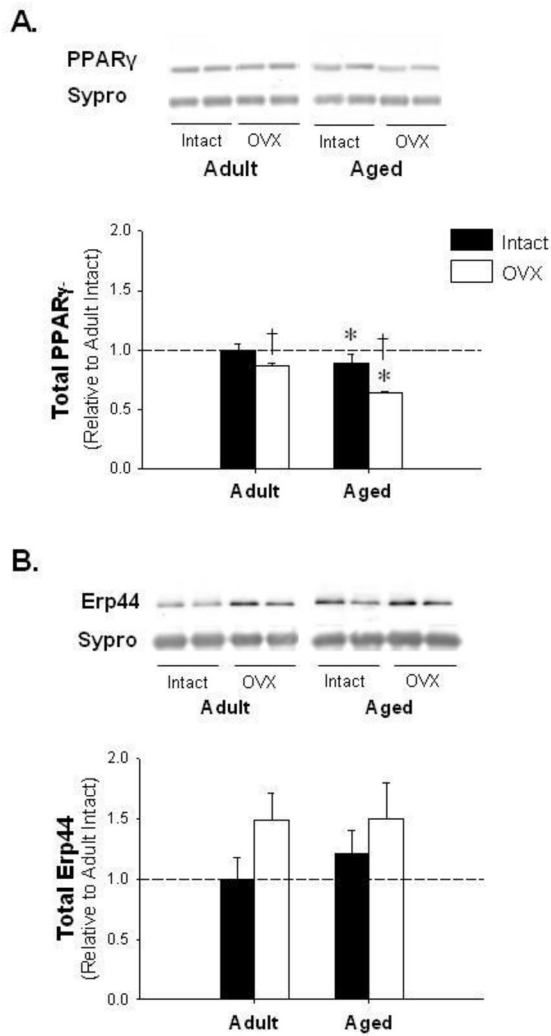 A.
PPARγ
Sypro
Intact OVX Intact OVX
Adult Aged
Total PPARγ-
(Relative to Adult Intact)
2.0
1.5
1.0
0.5
0.0
Intact
OVX
†
*
†
*
Adult Aged
B.
Erp44
Sypro
Intact OVX Intact OVX
Adult Aged
Total Erp44
(Relative to Adult Intact)
2.0
1.5
1.0
0.5
0.0
Adult Aged